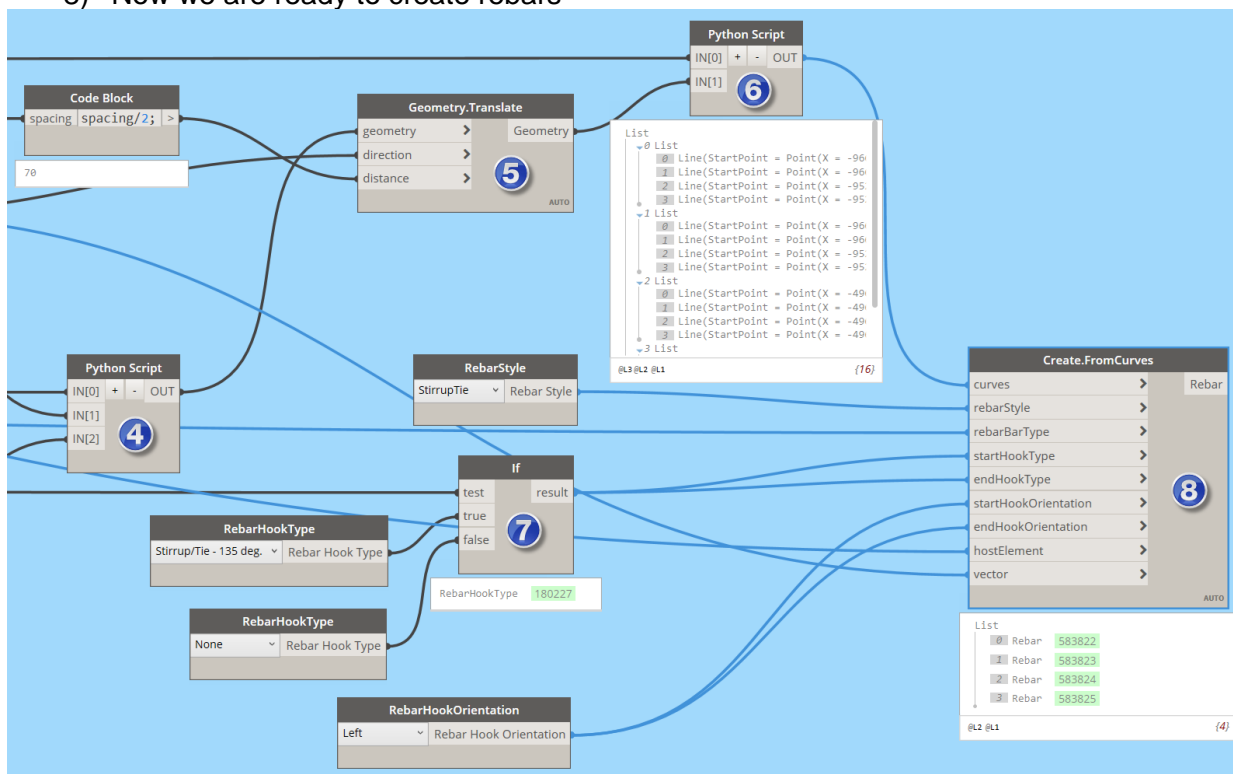 Now we are ready to create rebars
Python Script
IN[0] + - OUT
IN[1]
6
Code Block
spacing spacing/2; >
70
Geometry.Translate
geometry > Geometry
direction >
distance >
5
AUTO
List
0 List
0 Line(StartPoint = Point(X = -96
1 Line(StartPoint = Point(X = -96
2 Line(StartPoint = Point(X = -95
3 Line(StartPoint = Point(X = -95
1 List
0 Line(StartPoint = Point(X = -96
1 Line(StartPoint = Point(X = -96
2 Line(StartPoint = Point(X = -95
3 Line(StartPoint = Point(X = -95
2 List
0 Line(StartPoint = Point(X = -49
1 Line(StartPoint = Point(X = -49
2 Line(StartPoint = Point(X = -49
3 Line(StartPoint = Point(X = -49
3 List
@L3 @L2 @L1 {16}
Python Script
IN[0] + - OUT
IN[1]
IN[2]
4
RebarStyle
StirrupTie Rebar Style
If
test result
true
false
7
RebarHookType 180227
RebarHookType
Stirrup/Tie - 135 deg. Rebar Hook Type
RebarHookType
None Rebar Hook Type
RebarHookOrientation
Left Rebar Hook Orientation
Create.FromCurves
curves > Rebar
rebarStyle >
rebarBarType >
startHookType >
endHookType >
startHookOrientation >
endHookOrientation >
hostElement >
vector >
8
AUTO
List
0 Rebar 583822
1 Rebar 583823
2 Rebar 583824
3 Rebar 583825
@L2 @L1 {4}